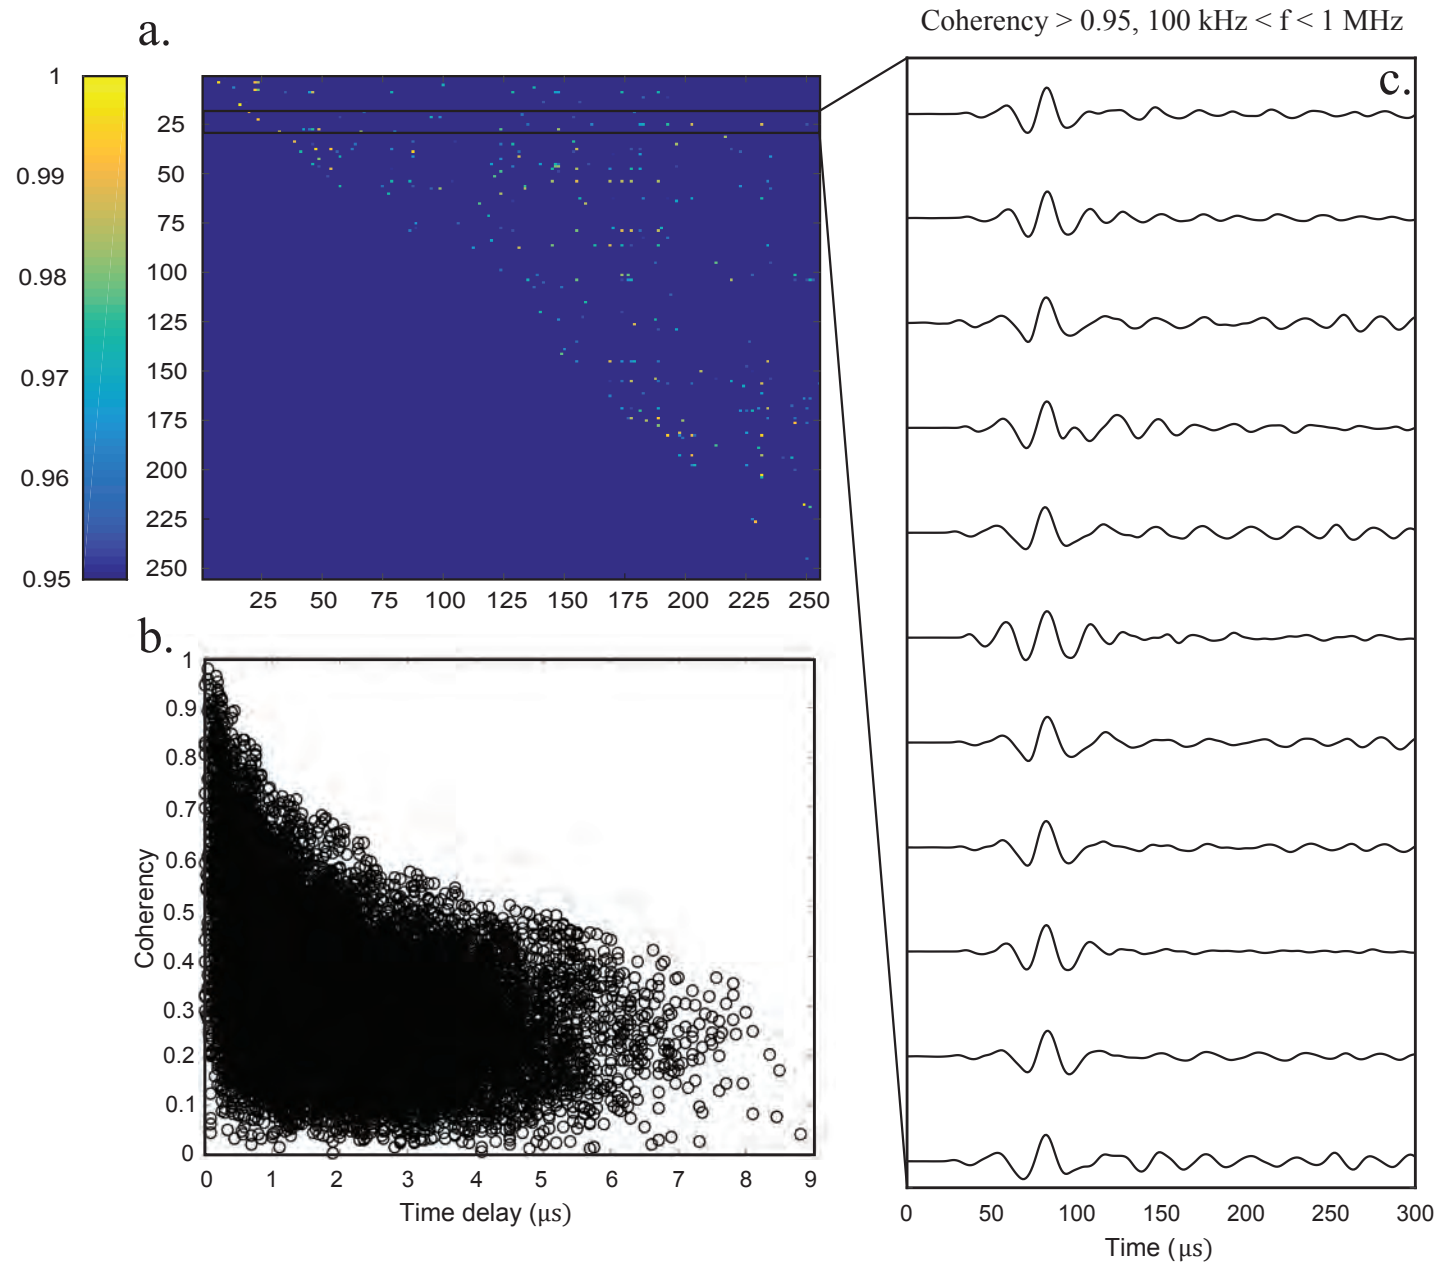 Coherency > 0.95, 100 kHz < f < 1 MHz
a.
1
0.99
0.98
0.97
0.96
0.95
25
50
75
100
125
150
175
200
225
250
25 50 75 100 125 150 175 200 225 250
b.
1
0.9
0.8
0.7
0.6
0.5
0.4
0.3
0.2
0.1
0
Coherency
0 1 2 3 4 5 6 7 8 9
Time delay (μs)
c.
0 50 100 150 200 250 300
Time (μs)